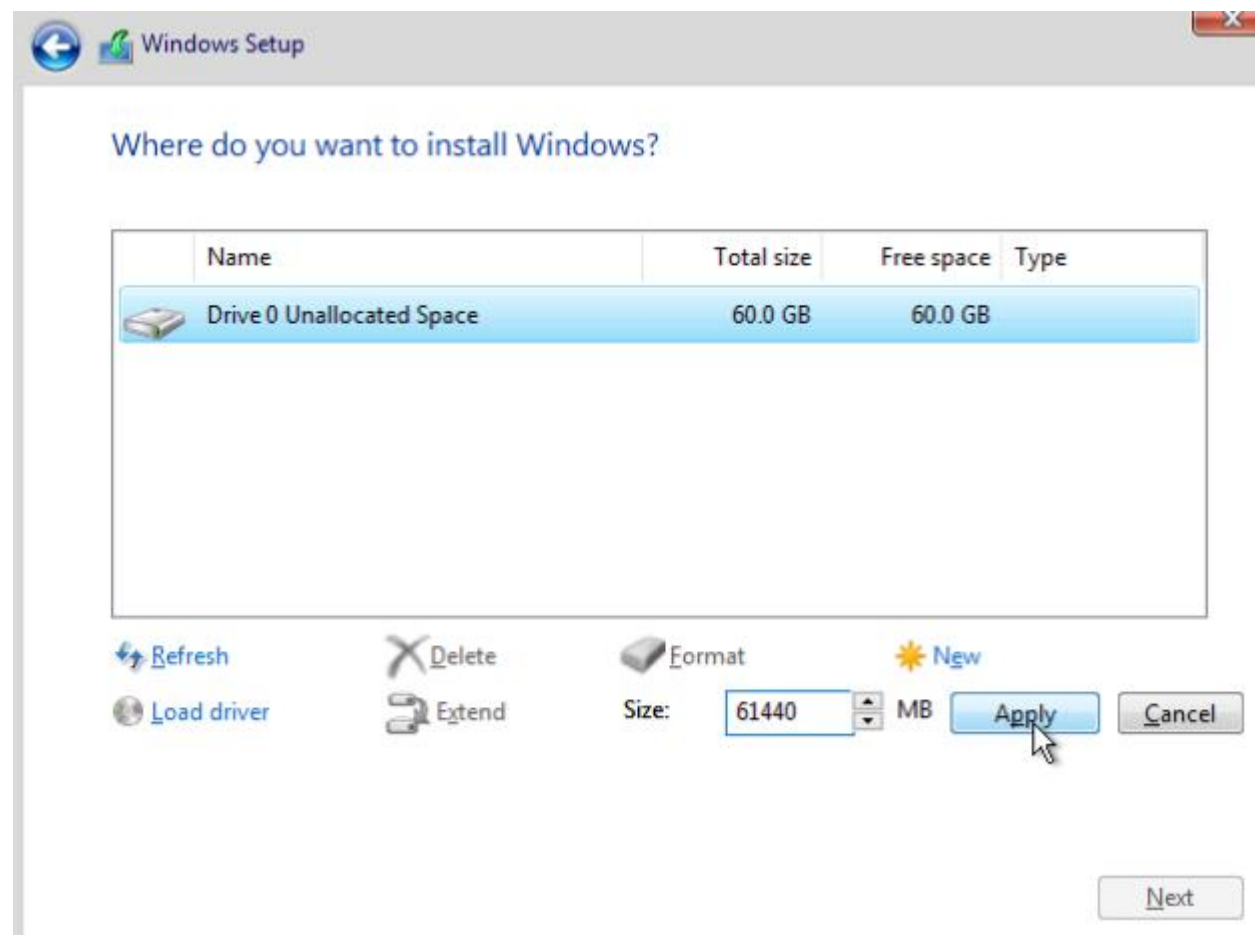 Windows Setup
Where do you want to install Windows?
Name Total size Free space Type
Drive 0 Unallocated Space 60.0 GB 60.0 GB
Refresh Delete Format New
Load driver Extend Size: 61440 MB Apply Cancel
Next